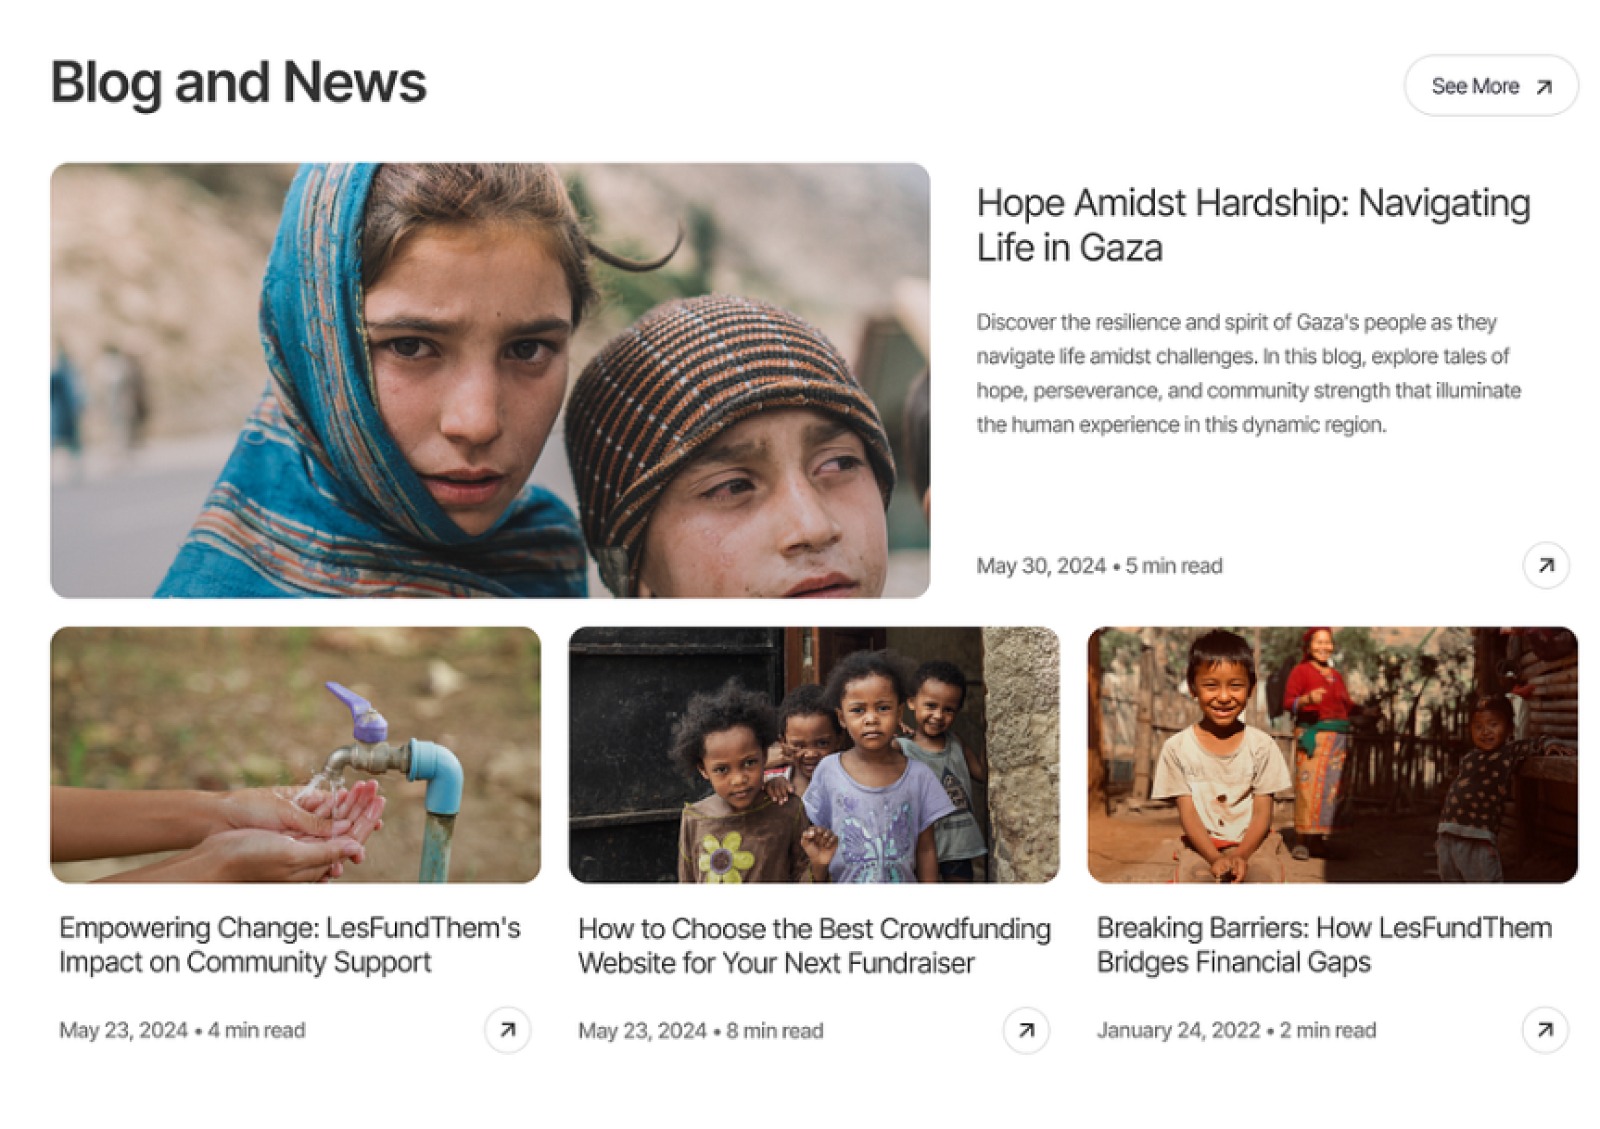 Blog and News
See More
Hope Amidst Hardship: Navigating
Life in Gaza
Discover the resilience and spirit of Gaza's people as they
navigate life amidst challenges. In this blog, explore tales of
hope, perseverance, and community strength that illuminate
the human experience in this dynamic region.
May 30, 2024 • 5 min read
Empowering Change: LesFundThem's
Impact on Community Support
May 23, 2024 • 4 min read
How to Choose the Best Crowdfunding
Website for Your Next Fundraiser
May 23, 2024 • 8 min read
Breaking Barriers: How LesFundThem
Bridges Financial Gaps
January 24, 2022 • 2 min read